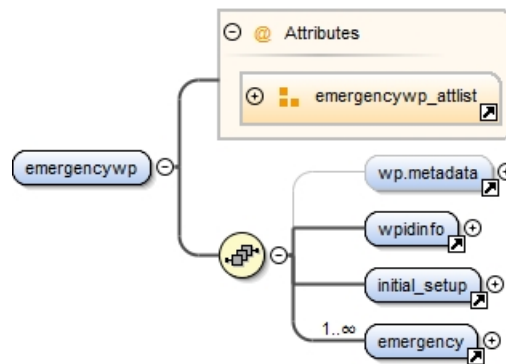 @ Attributes
emergencywp_attlist
emergencywp
wp.metadata
wpidinfo
initial_setup
1..∞
emergency